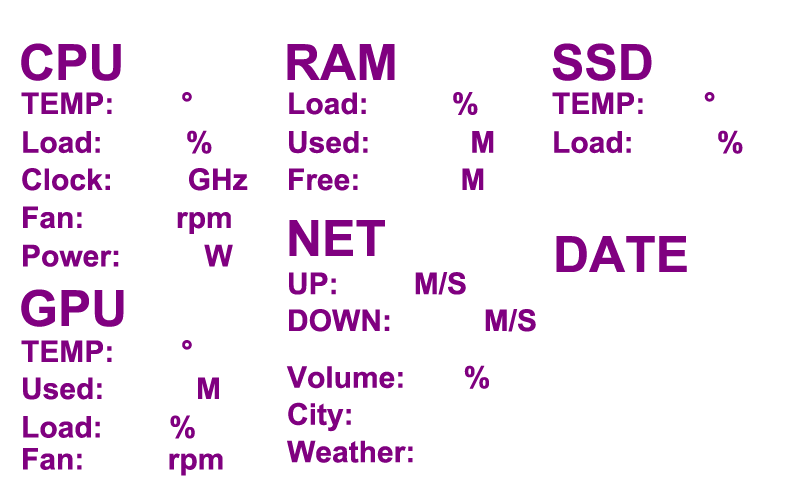 CPU
TEMP: °
Load: %
Clock: GHz
Fan: rpm
Power: W
GPU
TEMP: °
Used: M
Load: %
Fan: rpm
RAM
Load: %
Used: M
Free: M
NET
UP: M/S
DOWN: M/S
Volume: %
City:
Weather:
SSD
TEMP: °
Load: %
DATE